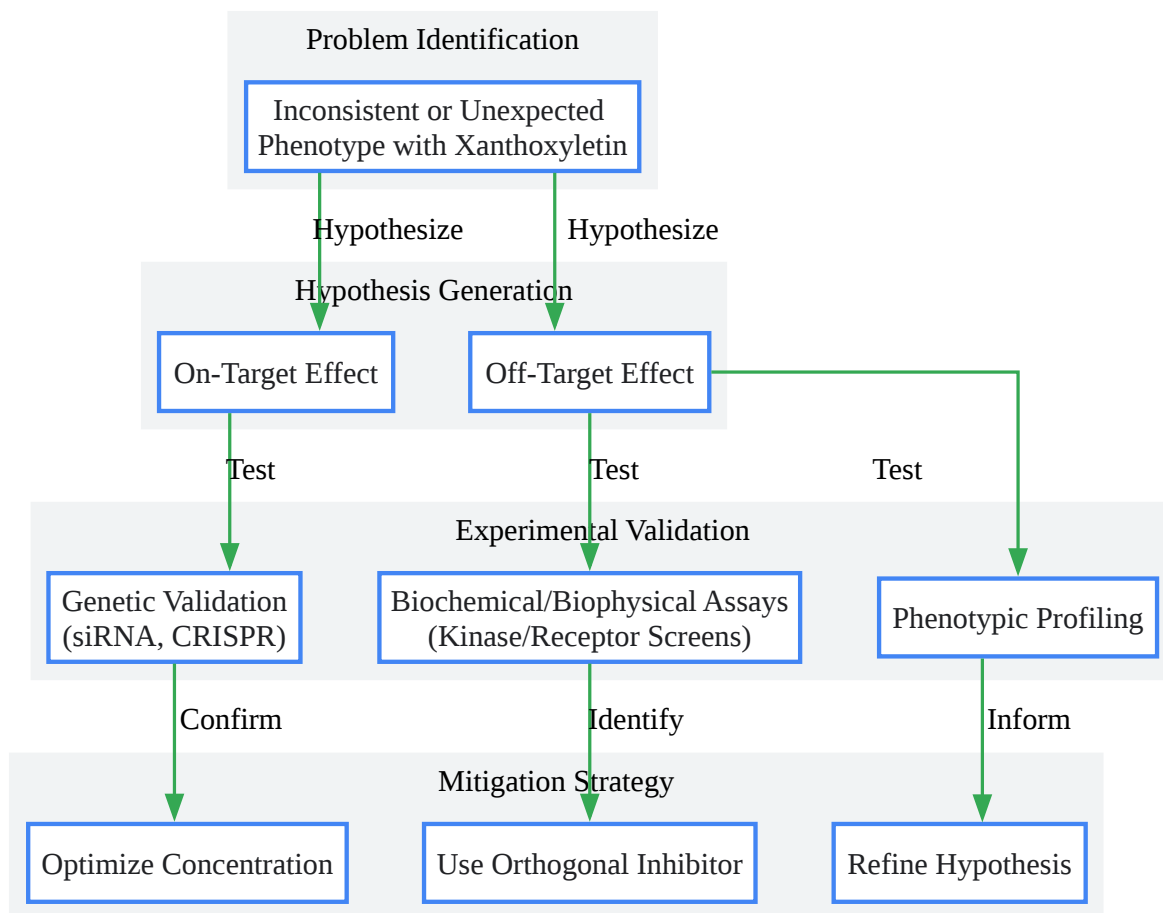 Problem Identification
Inconsistent or Unexpected
Phenotype with Xanthoxyletin
Hypothesize
Hypothesize
Hypothesis Generation
On-Target Effect
Off-Target Effect
Test
Test
Test
Experimental Validation
Genetic Validation
(siRNA, CRISPR)
Biochemical/Biophysical Assays
(Kinase/Receptor Screens)
Phenotypic Profiling
Confirm
Identify
Inform
Mitigation Strategy
Optimize Concentration
Use Orthogonal Inhibitor
Refine Hypothesis